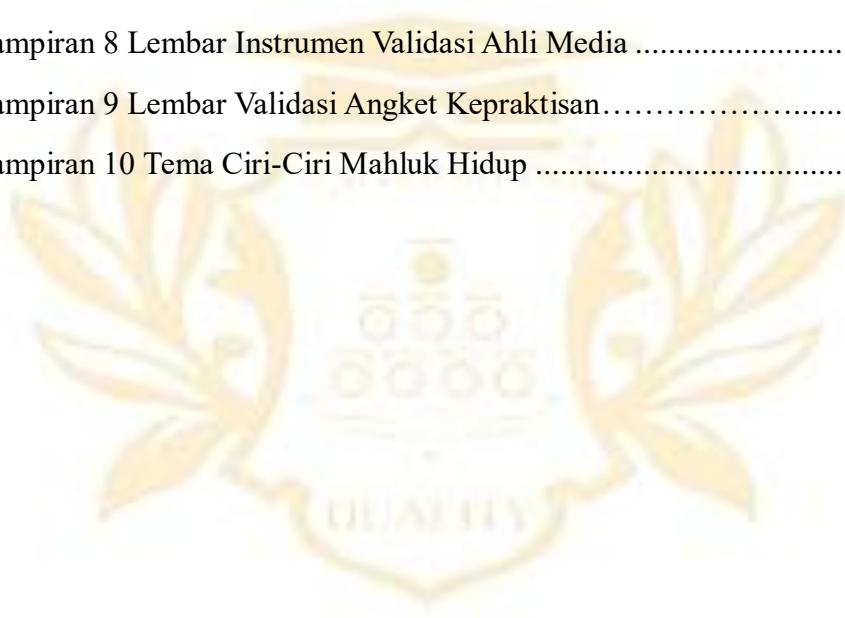 ampiran 8 Lembar Instrumen Validasi Ahli Media .........................
ampiran 9 Lembar Validasi Angket Kepraktisan…………………......
ampiran 10 Tema Ciri-Ciri Mahluk Hidup .....................................
QUALITY